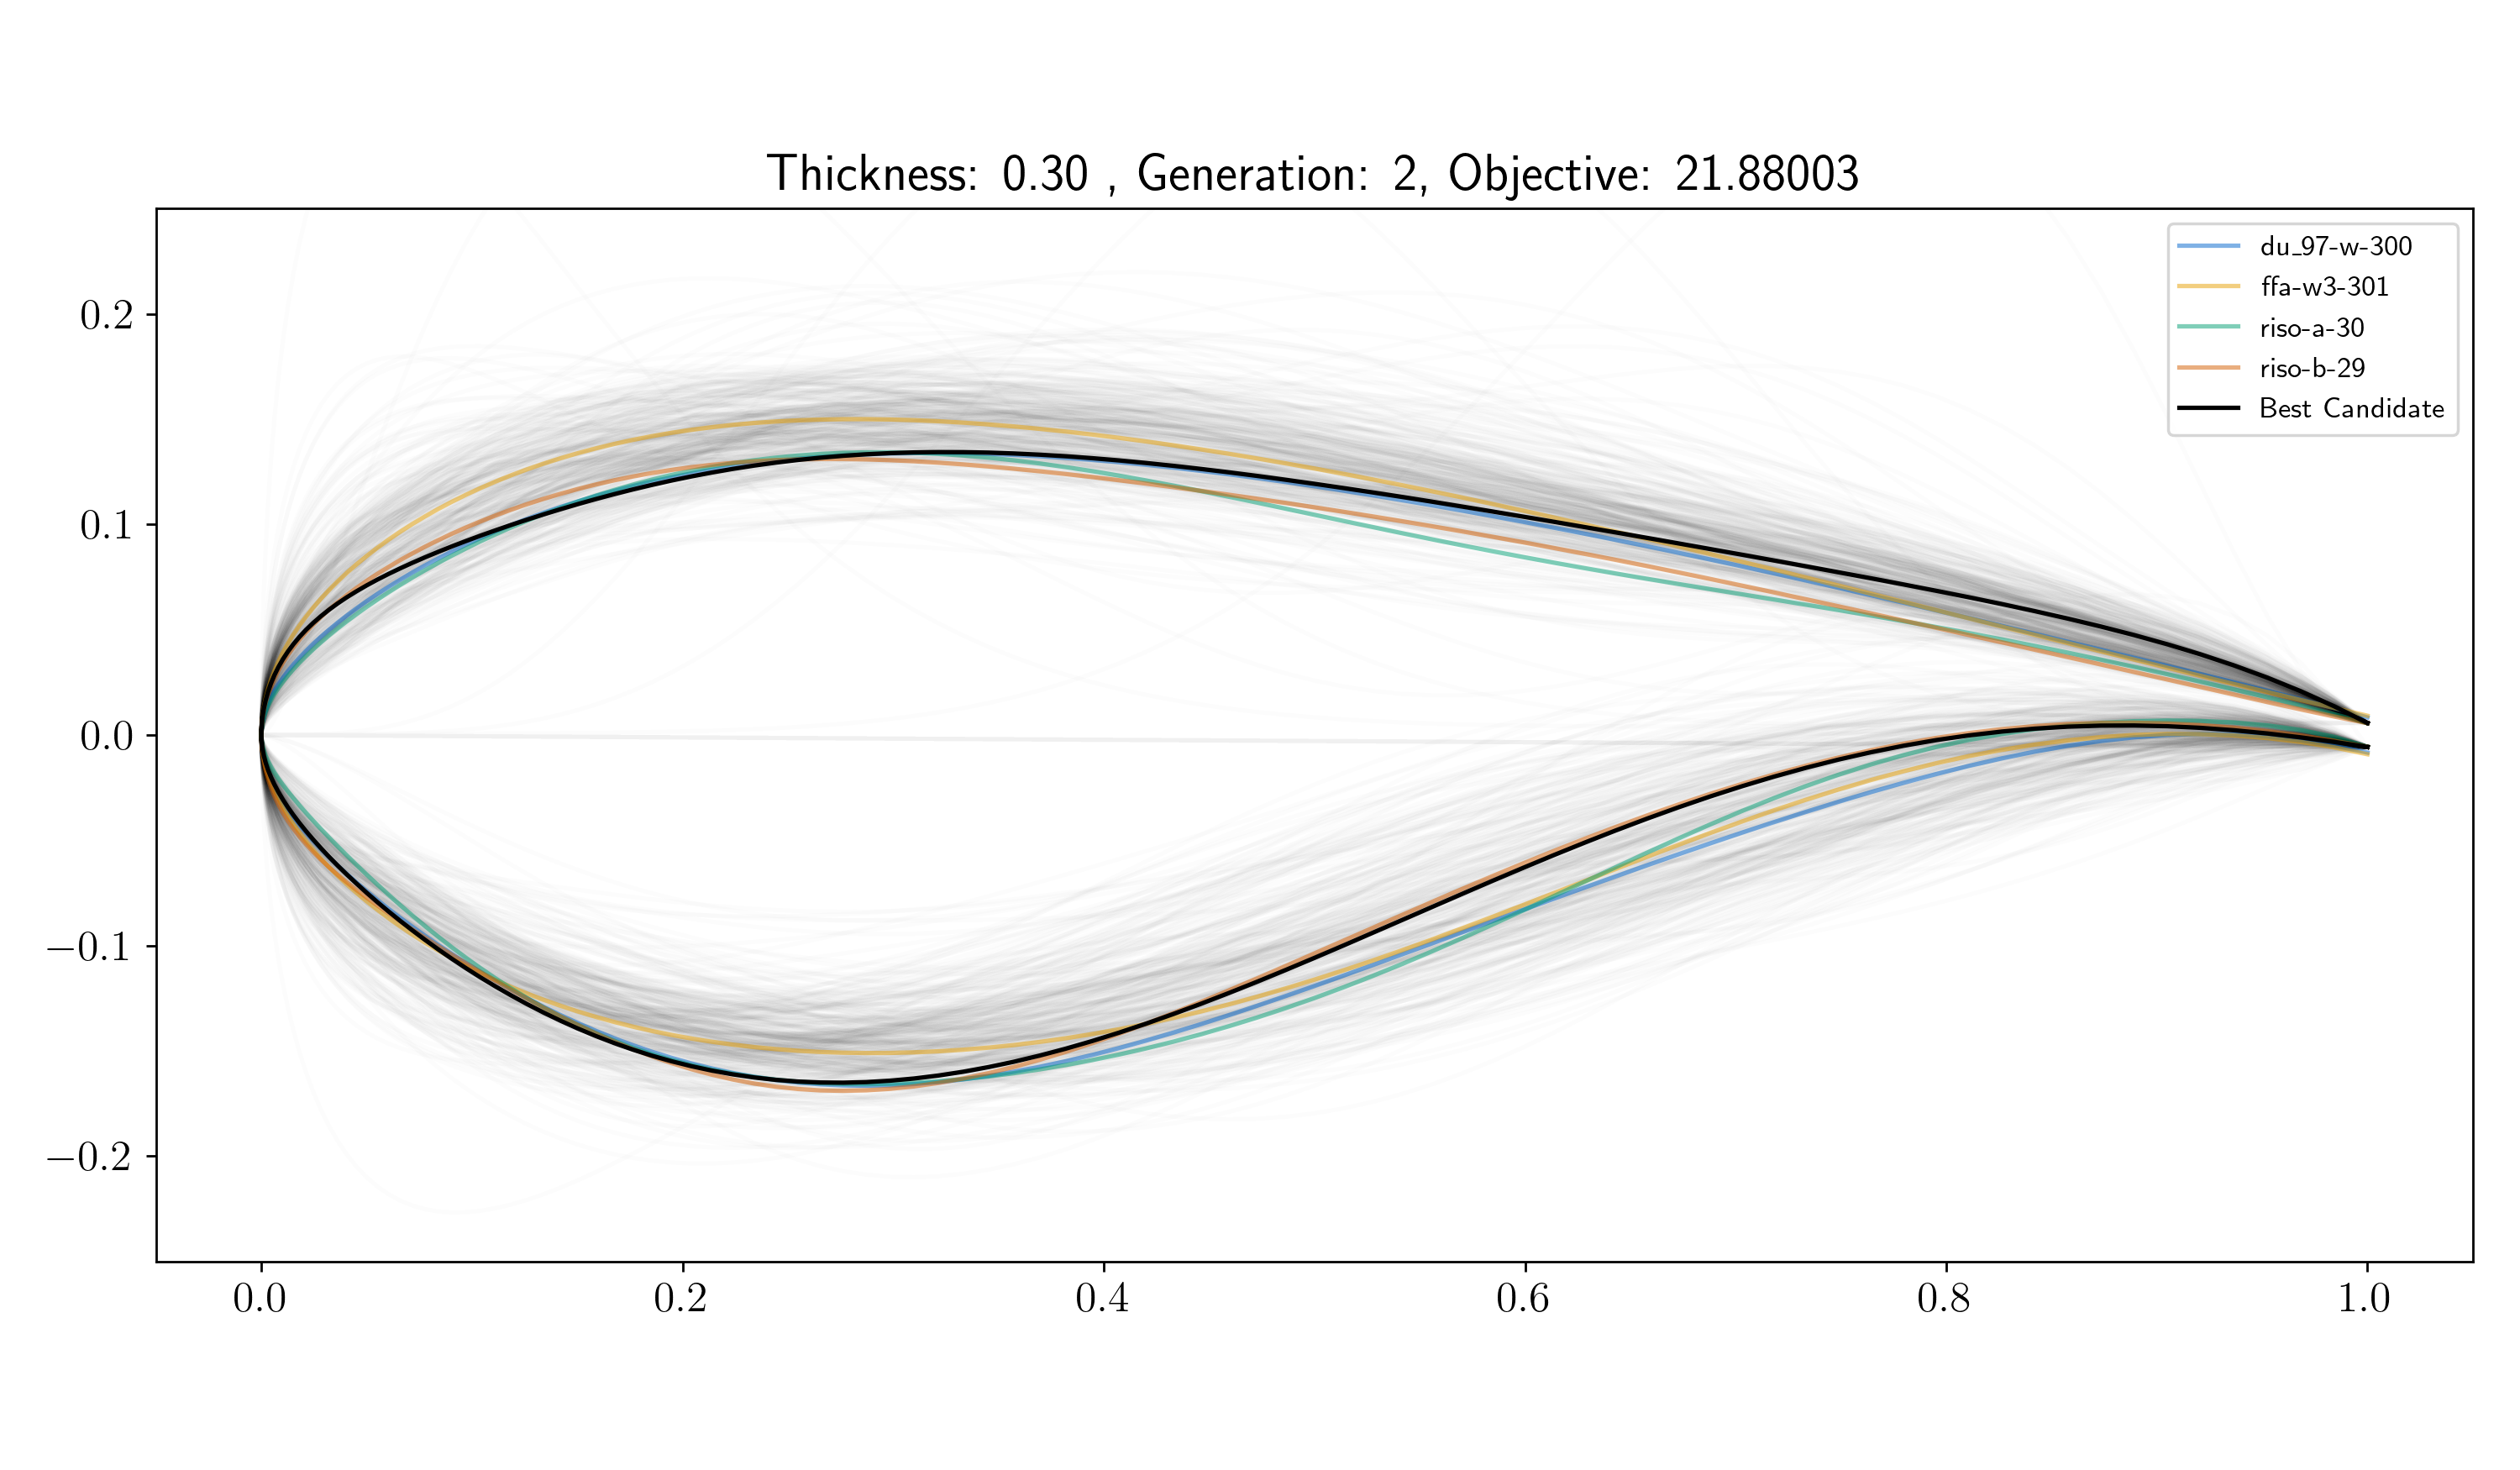 Thickness: 0.30 , Generation: 2, Objective: 21.88003
du_97-w-300
ffa-w3-301
riso-a-30
riso-b-29
Best Candidate
0.2
0.1
0.0
−0.1
−0.2
0.0 0.2 0.4 0.6 0.8 1.0